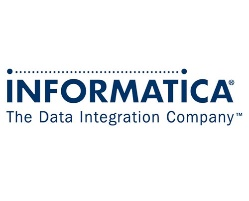 INFORMATICA®
The Data Integration Company™